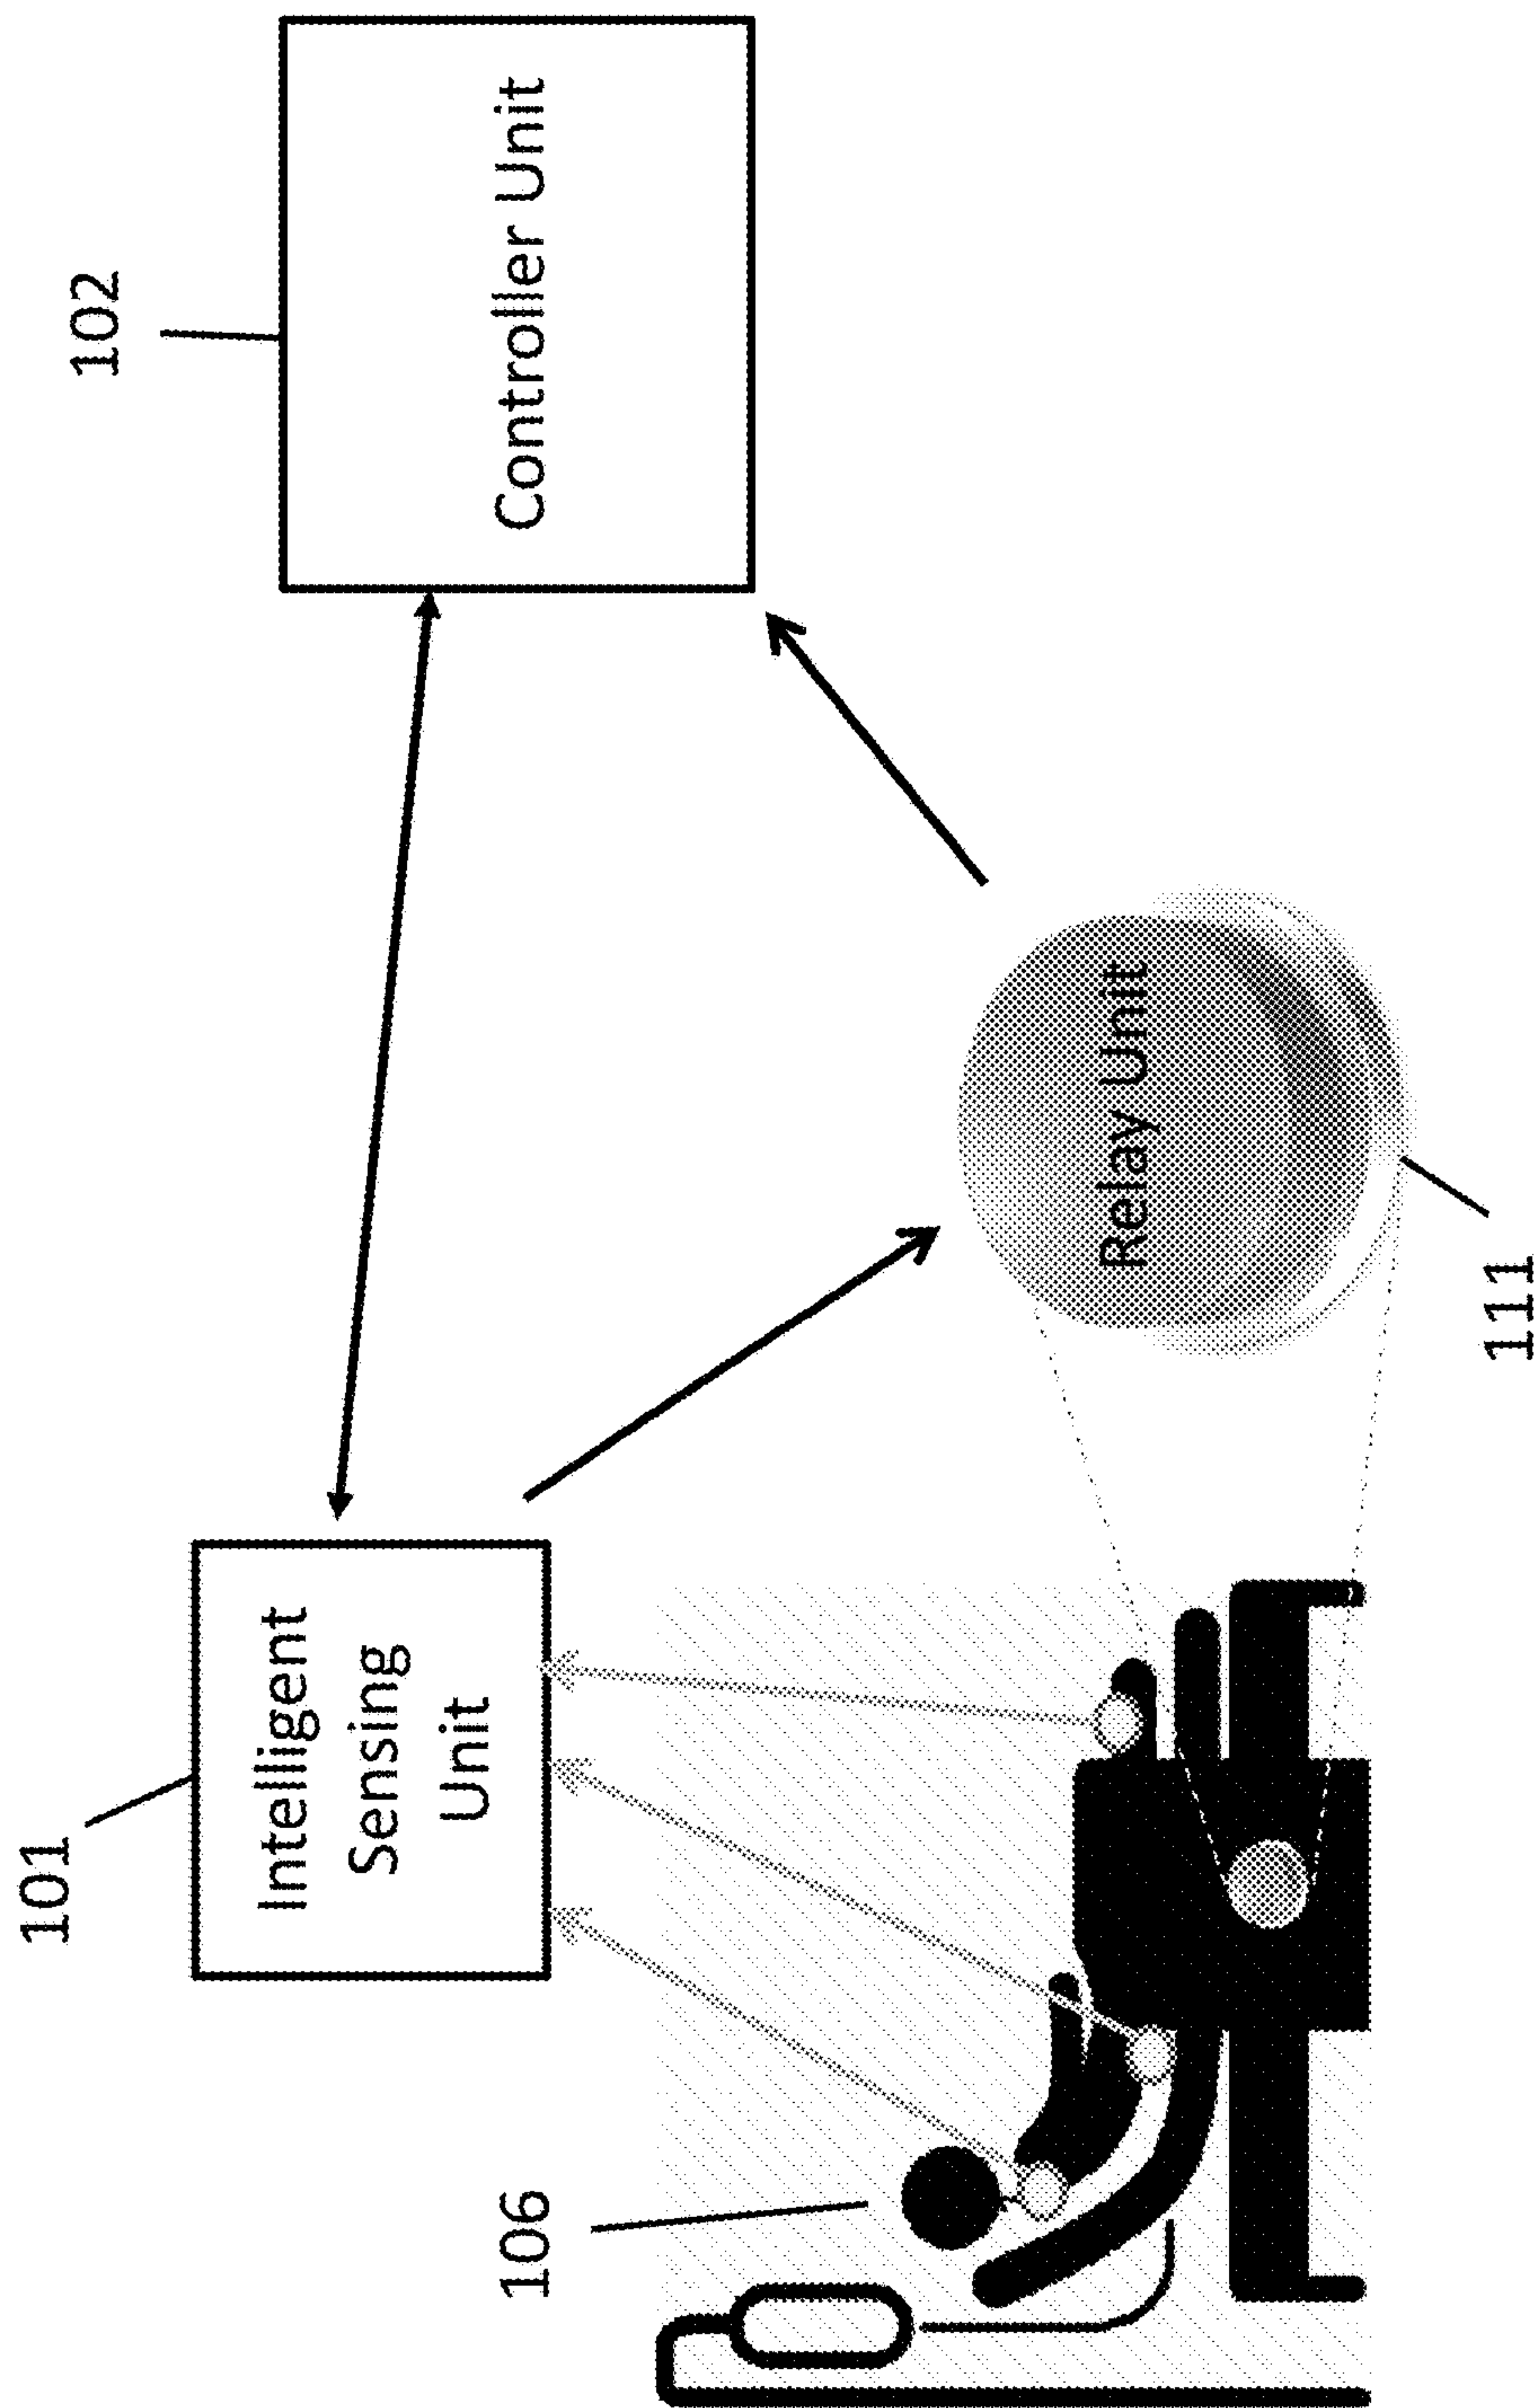 101
Intelligent
Sensing
Unit
102
Controller Unit
106
Relay Unit
111